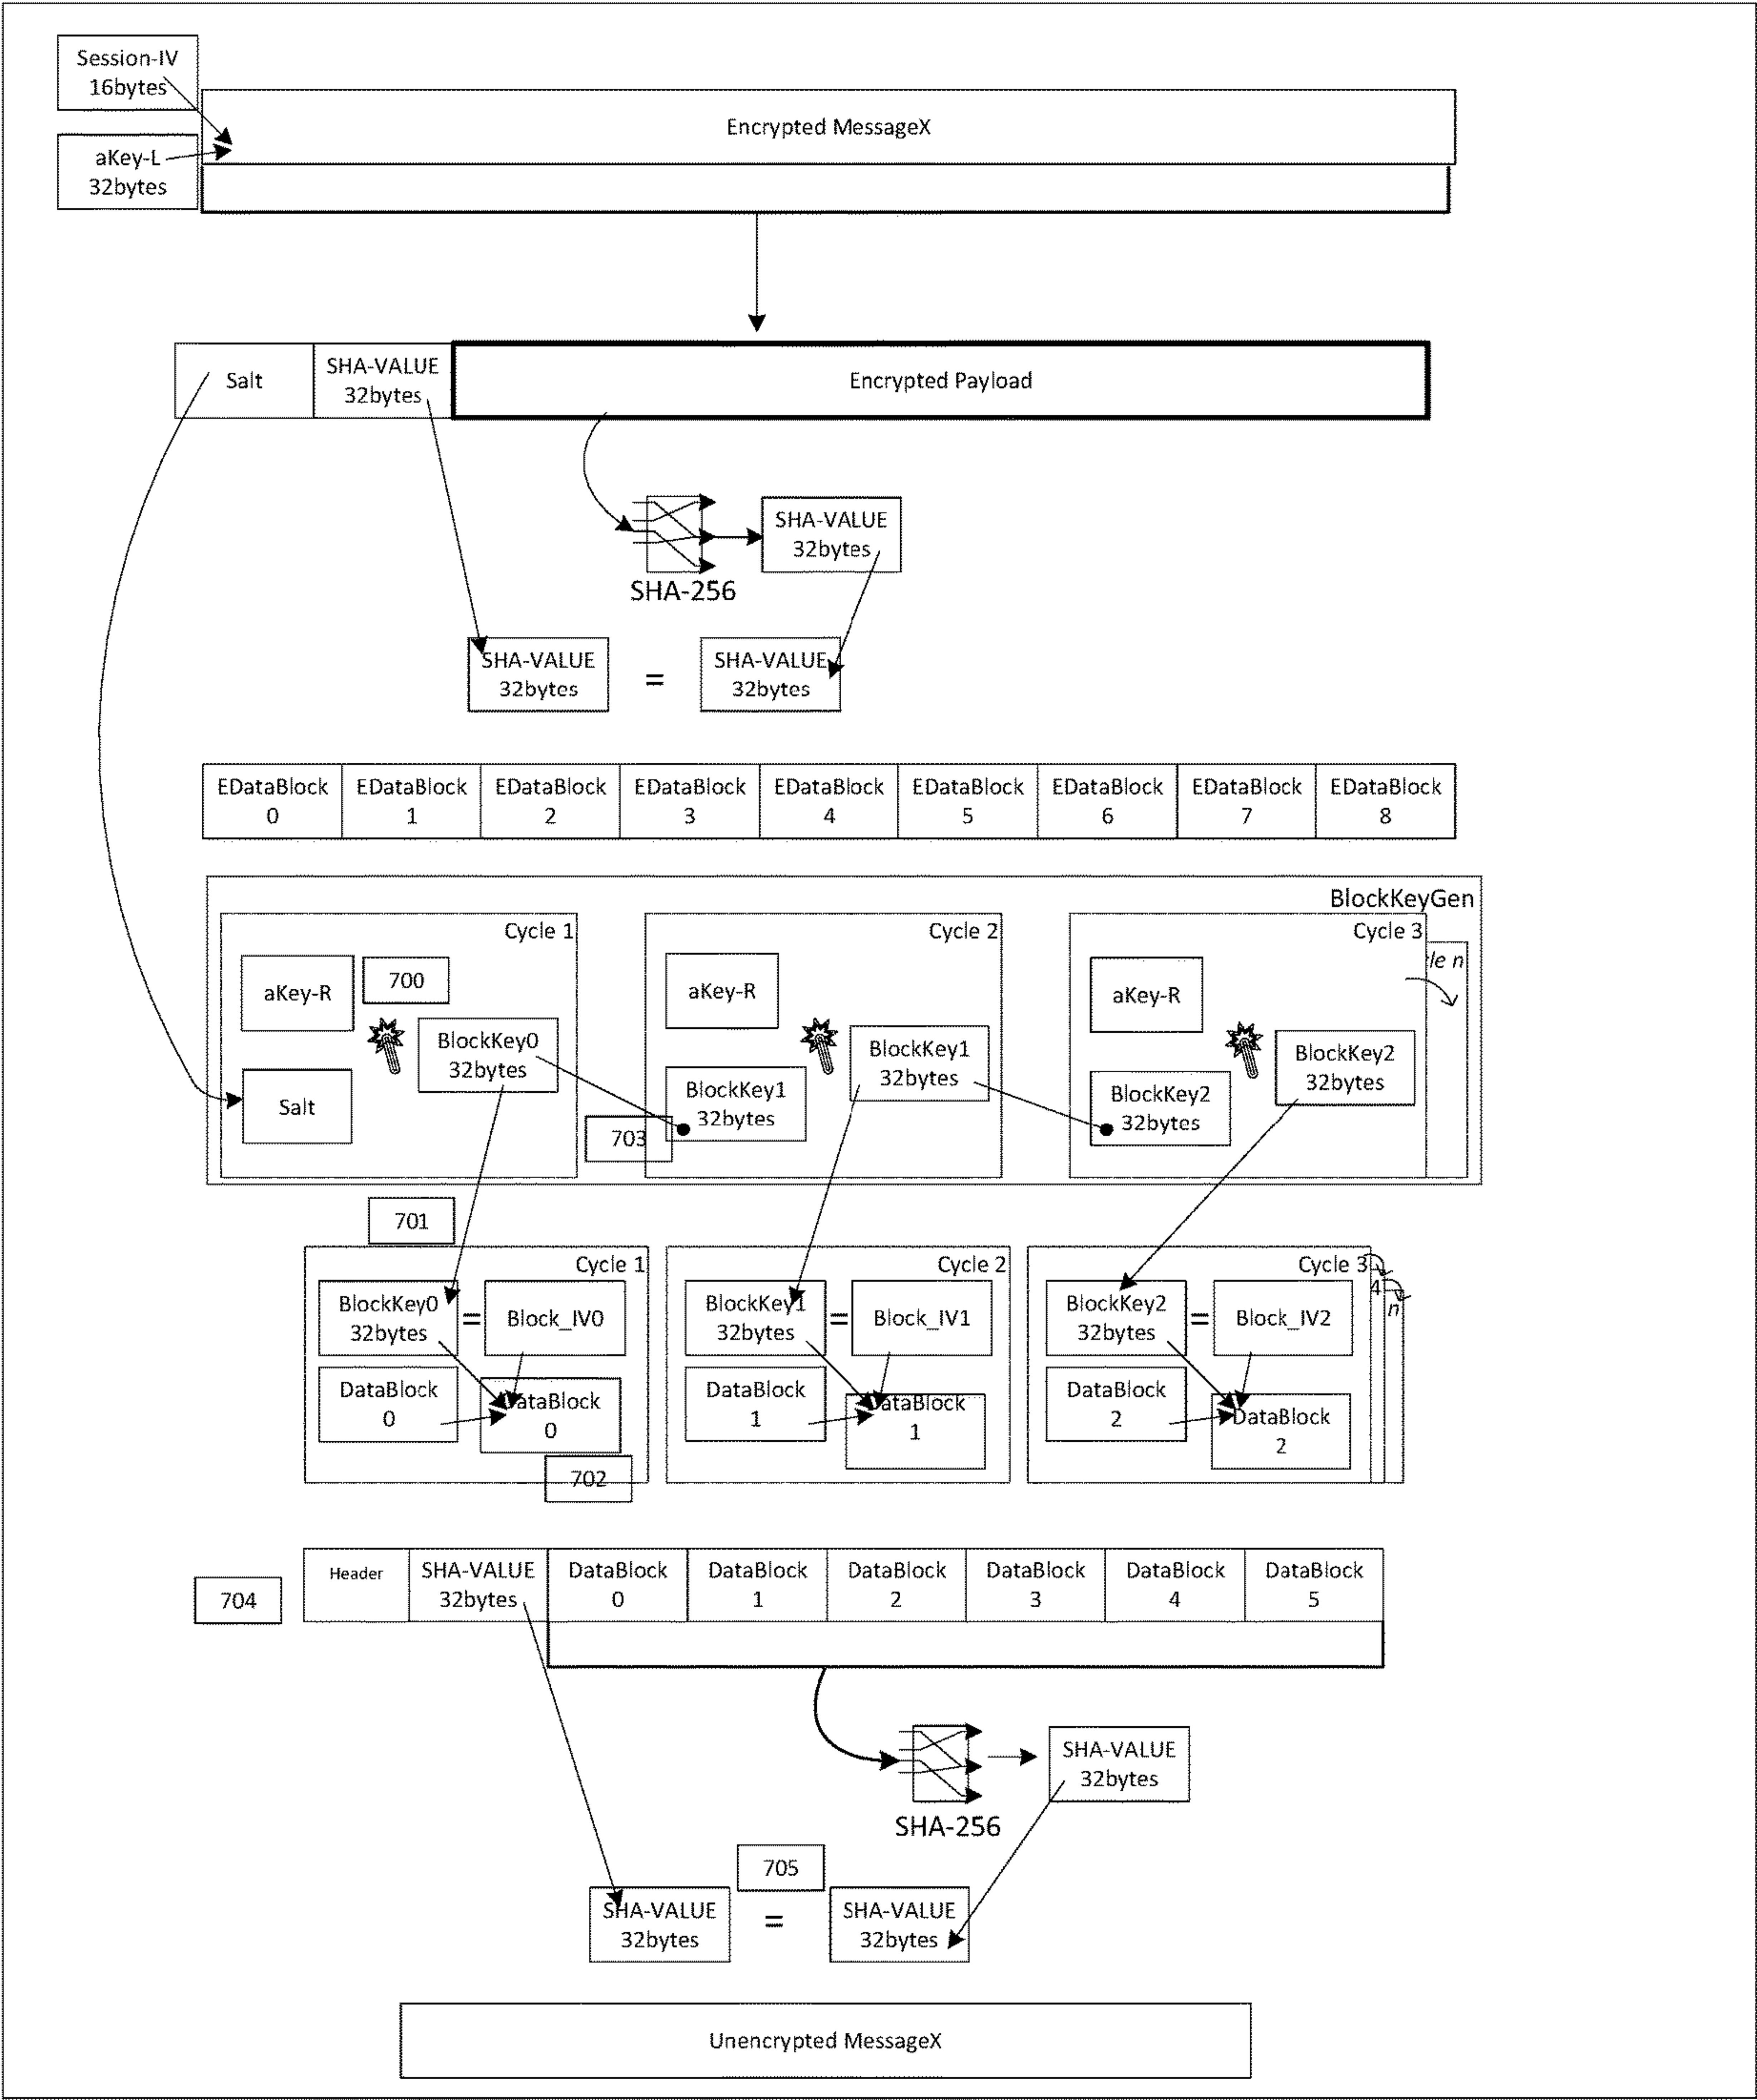 Session-IV
16bytes
aKey-L
32bytes
Encrypted MessageX
Salt
SHA-VALUE
32bytes
Encrypted Payload
SHA-256
SHA-VALUE
32bytes
SHA-VALUE
32bytes
=
SHA-VALUE
32bytes
EDataBlock
0
EDataBlock
1
EDataBlock
2
EDataBlock
3
EDataBlock
4
EDataBlock
5
EDataBlock
6
EDataBlock
7
EDataBlock
8
BlockKeyGen
Cycle 1
aKey-R
700
BlockKey0
32bytes
Salt
703
Cycle 2
aKey-R
BlockKey1
32bytes
BlockKey1
32bytes
Cycle 3
aKey-R
BlockKey2
32bytes
BlockKey2
32bytes
le n
701
Cycle 1
BlockKey0
32bytes
=
Block_IV0
DataBlock
0
DataBlock
0
702
Cycle 2
BlockKey1
32bytes
=
Block_IV1
DataBlock
1
DataBlock
1
Cycle 3
BlockKey2
32bytes
=
Block_IV2
DataBlock
2
DataBlock
2
4
n
704
Header
SHA-VALUE
32bytes
DataBlock
0
DataBlock
1
DataBlock
2
DataBlock
3
DataBlock
4
DataBlock
5
SHA-256
SHA-VALUE
32bytes
705
SHA-VALUE
32bytes
=
SHA-VALUE
32bytes
Unencrypted MessageX